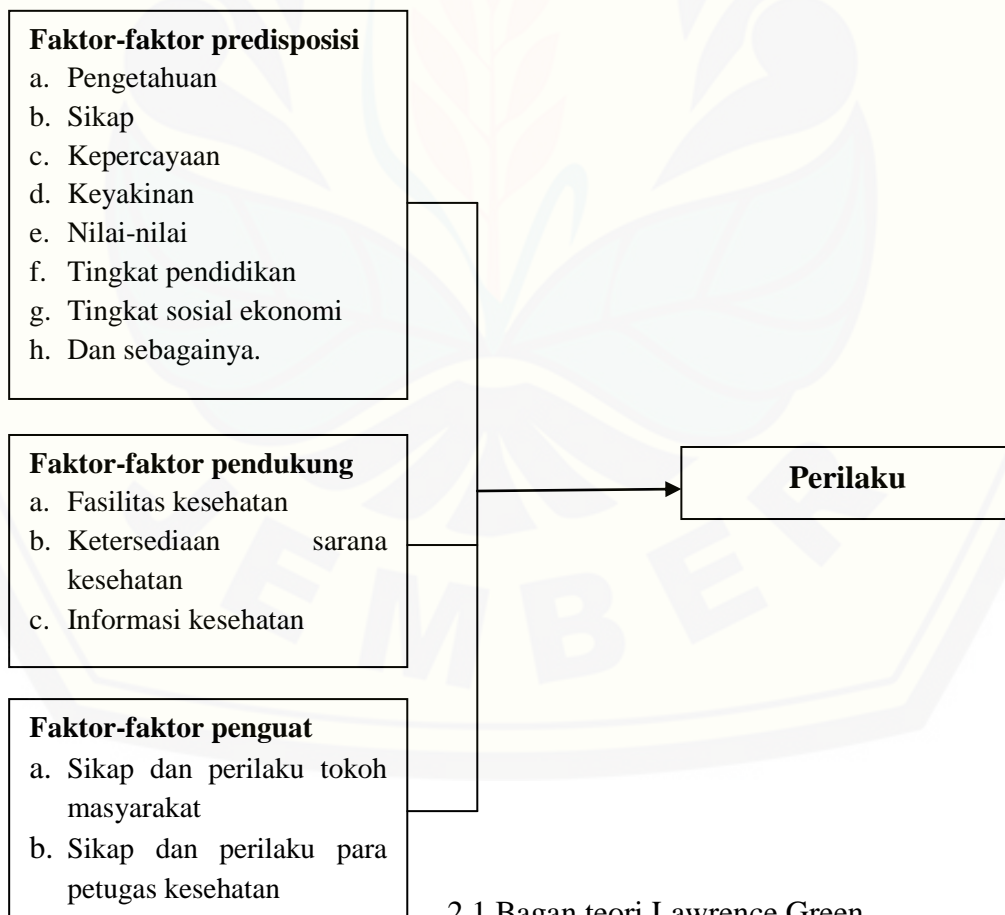 Faktor-faktor predisposisi
a. Pengetahuan
b. Sikap
c. Kepercayaan
d. Keyakinan
e. Nilai-nilai
f. Tingkat pendidikan
g. Tingkat sosial ekonomi
h. Dan sebagainya.
Faktor-faktor pendukung
a. Fasilitas kesehatan
b. Ketersediaan sarana
kesehatan
c. Informasi kesehatan
Perilaku
Faktor-faktor penguat
a. Sikap dan perilaku tokoh
masyarakat
b. Sikap dan perilaku para
petugas kesehatan
2.1 Bagan teori Lawrence Green
JEMBER